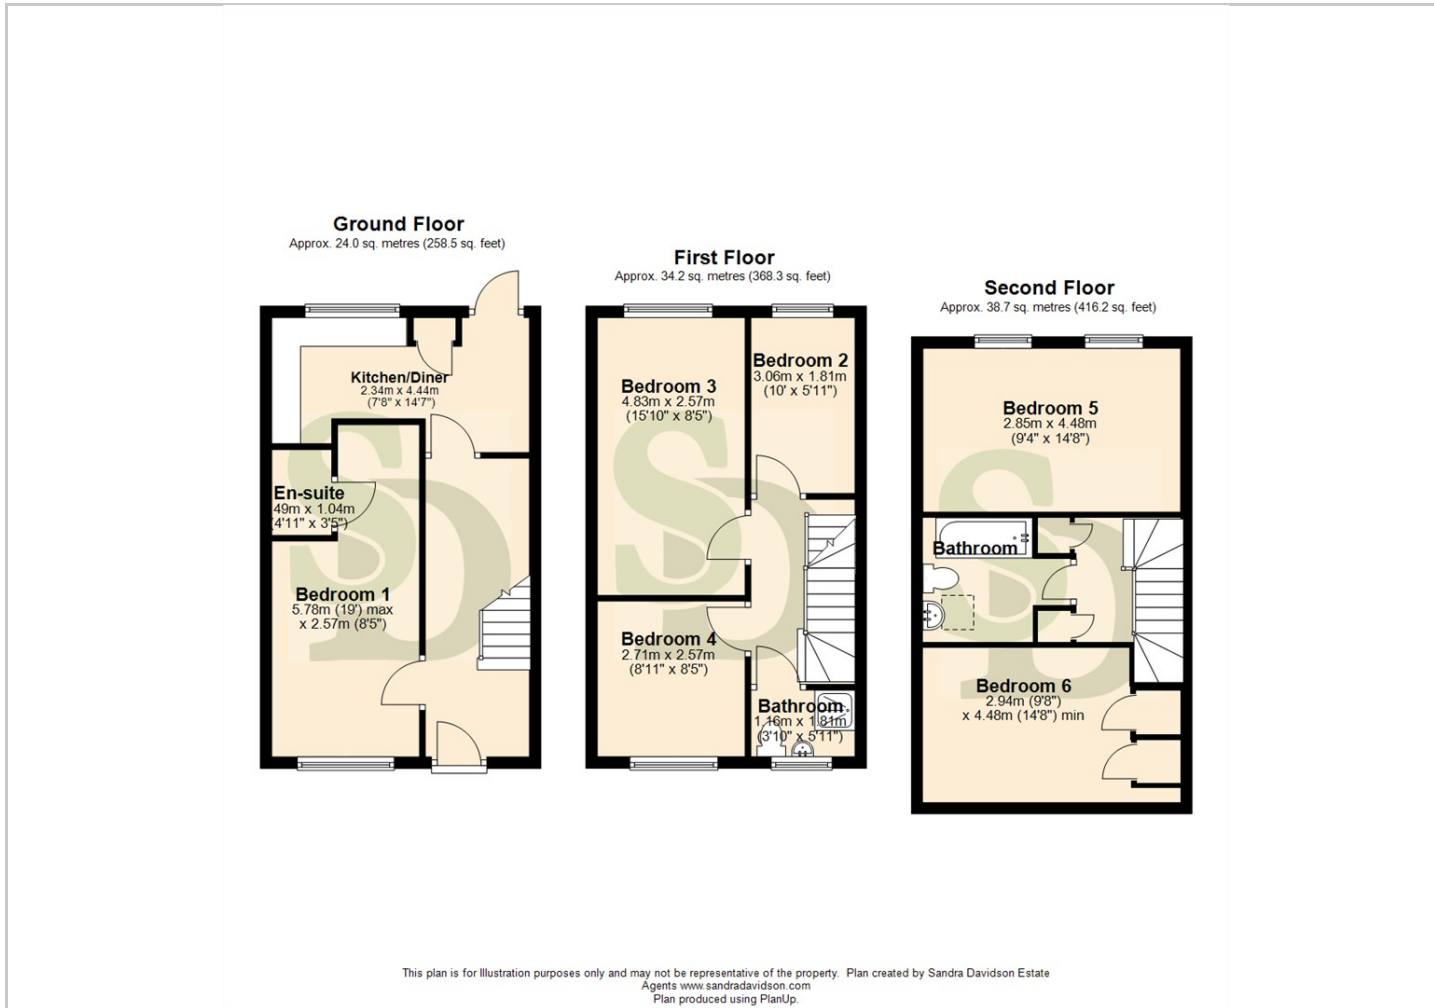 Ground Floor
Approx. 24.0 sq. metres (258.5 sq. feet)
Kitchen/Diner
2.34m x 4.44m
(7'8" x 14'7")
En-suite
49m x 1.04m
(4'11" x 3'5")
Bedroom 1
5.78m (19') max
x 2.57m (8'5")
First Floor
Approx. 34.2 sq. metres (368.3 sq. feet)
Bedroom 3
4.83m x 2.57m
(15'10" x 8'5")
Bedroom 2
3.06m x 1.81m
(10' x 5'11")
Bedroom 4
2.71m x 2.57m
(8'11" x 8'5")
Bathroom
1.16m x 1.81m
(3'10" x 5'11")
Second Floor
Approx. 38.7 sq. metres (416.2 sq. feet)
Bedroom 5
2.85m x 4.48m
(9'4" x 14'8")
Bathroom
Bedroom 6
2.94m (9'8")
x 4.48m (14'8") min
SD
SD
SD
This plan is for Illustration purposes only and may not be representative of the property. Plan created by Sandra Davidson Estate
Agents www.sandradavidson.com
Plan produced using PlanUp.